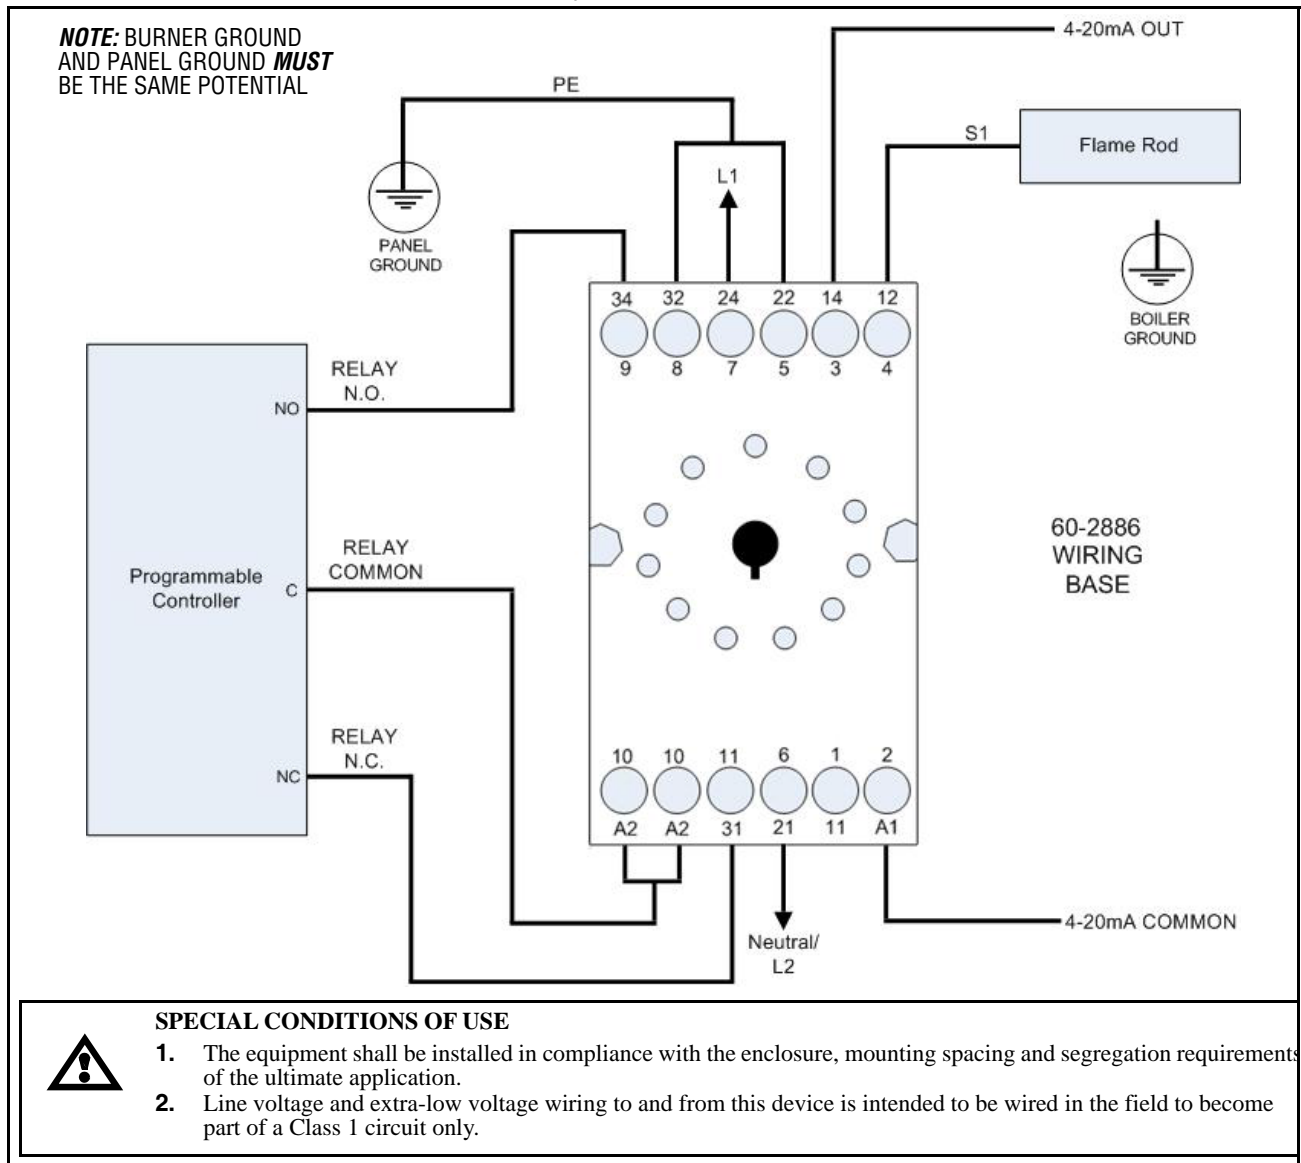 NOTE: BURNER GROUND
AND PANEL GROUND MUST
BE THE SAME POTENTIAL
4-20mA OUT
PE
S1
Flame Rod
L1
PANEL
GROUND
BOILER
GROUND
34 32 24 22 14 12
9 8 7 5 3 4
RELAY
N.O.
NO
RELAY
COMMON
Programmable
Controller
C
60-2886
WIRING
BASE
RELAY
N.C.
NC
10 10 11 6 1 2
A2 A2 31 21 11 A1
4-20mA COMMON
Neutral/
L2
SPECIAL CONDITIONS OF USE
1. The equipment shall be installed in compliance with the enclosure, mounting spacing and segregation requirements
of the ultimate application.
2. Line voltage and extra-low voltage wiring to and from this device is intended to be wired in the field to become
part of a Class 1 circuit only.